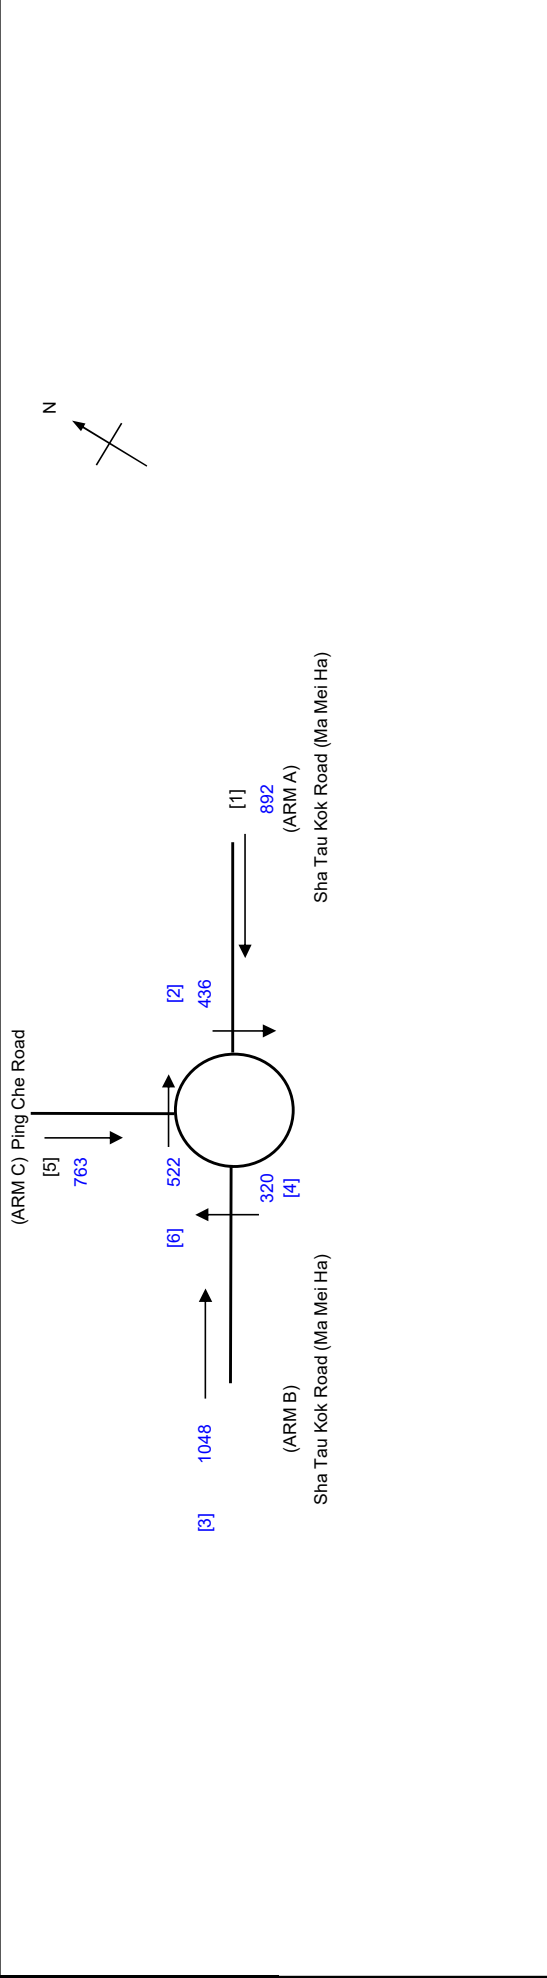 N
(ARM C) Ping Che Road
[5]
763
[2]
436
[1]
892
(ARM A)
Sha Tau Kok Road (Ma Mei Ha)
522
[6]
320
[4]
1048
[3]
(ARM B)
Sha Tau Kok Road (Ma Mei Ha)